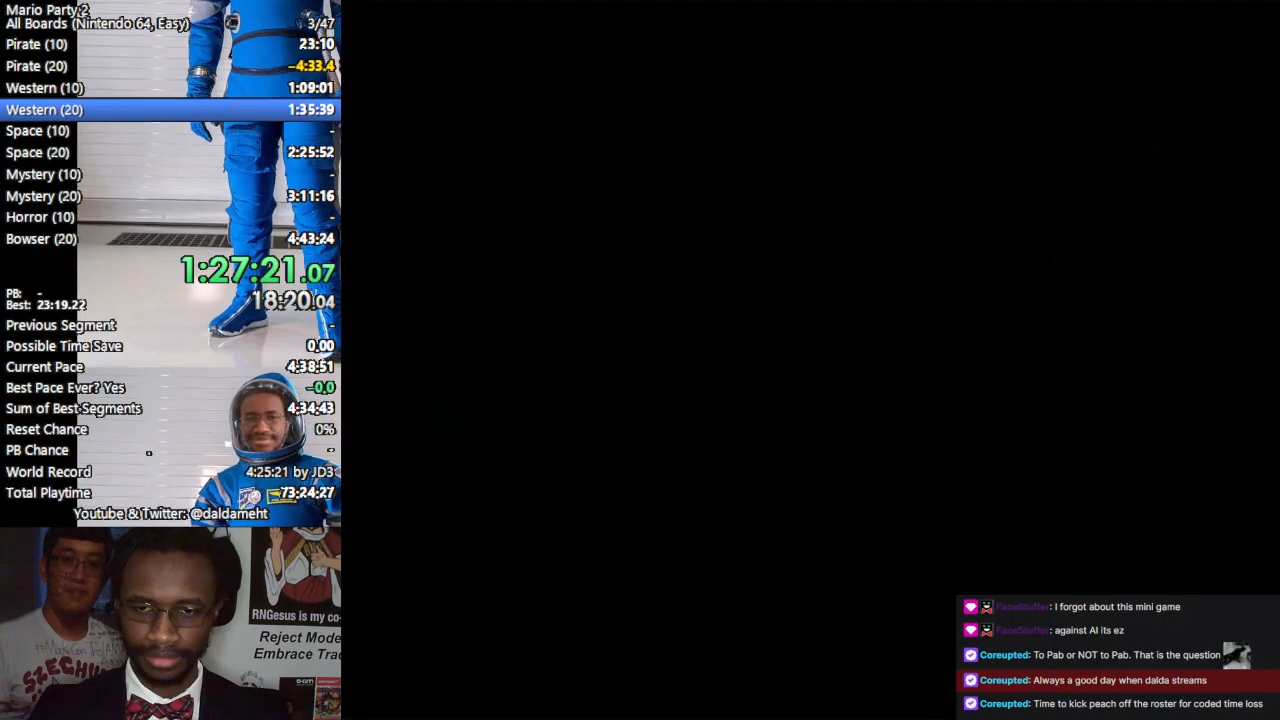 Mario Party 2
All Boards (Nintendo 64, Easy) 3/47
Pirate (10) 23:10
Pirate (20) -4:33.4
Western (10) 1:09:01
Western (20) 1:35:39
Space (10) -
Space (20) 2:25:52
Mystery (10) -
Mystery (20) 3:11:16
Horror (10) -
Bowser (20) 4:43:24
1:27:21.07
PB: -
18:20.04
Best: 23:19.22
Previous Segment -
Possible Time Save 0.00
Current Pace 4:38:51
Best Pace Ever? Yes -0.0
Sum of Best Segments 4:34:43
Reset Chance 0%
PB Chance
World Record 4:25:21 by JD3
Total Playtime 73:24:27
Youtube & Twitter: @daldameht
RNGesus is my co-
Reject Mode
Embrace Tra
FaceStuffer: I forgot about this mini game
FaceStuffer: against AI its ez
Coreupted: To Pab or NOT to Pab. That is the question
Coreupted: Always a good day when dalda streams
Coreupted: Time to kick peach off the roster for coded time loss